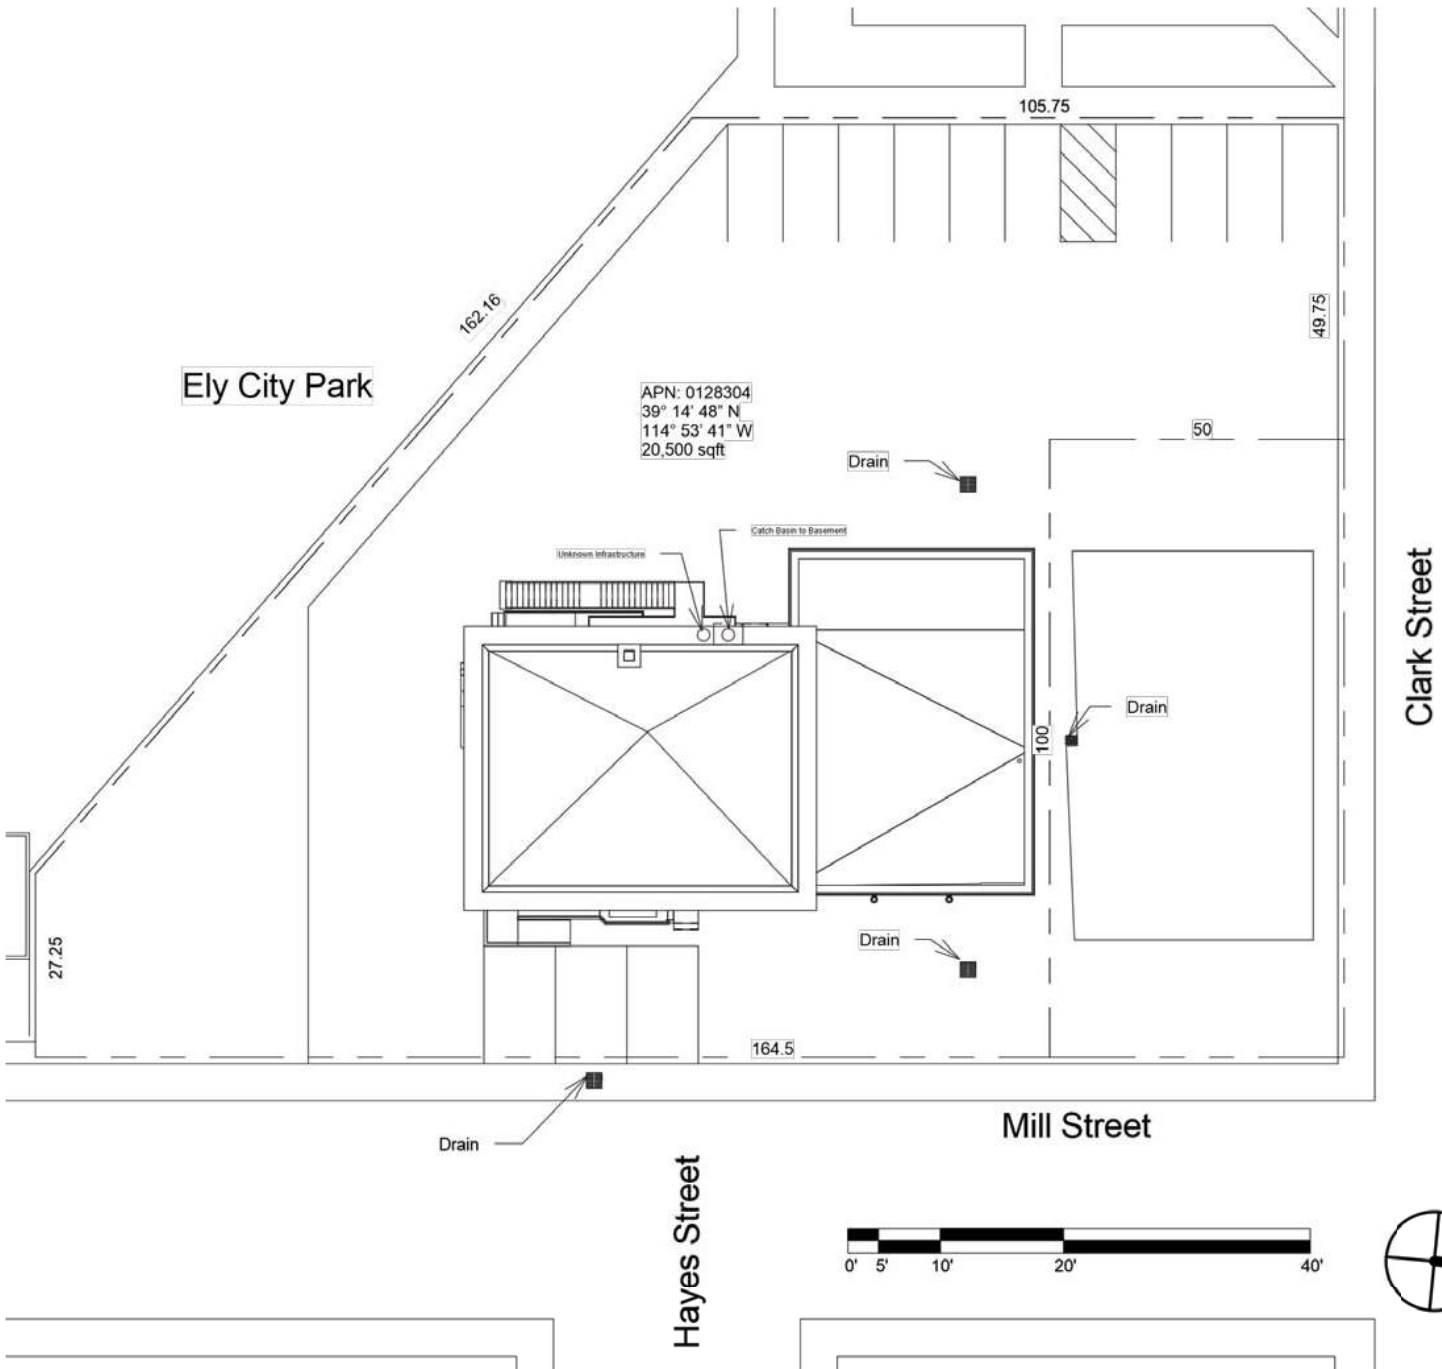 105.75
162.16
49.75
Ely City Park
APN: 0128304
39° 14' 48" N
114° 53' 41" W
20,500 sqft
50
Drain
Catch Basin to Basement
Unknown Infrastructure
Clark Street
Drain
100
Drain
27.25
164.5
Mill Street
Drain
Hayes Street
0' 5' 10' 20' 40'